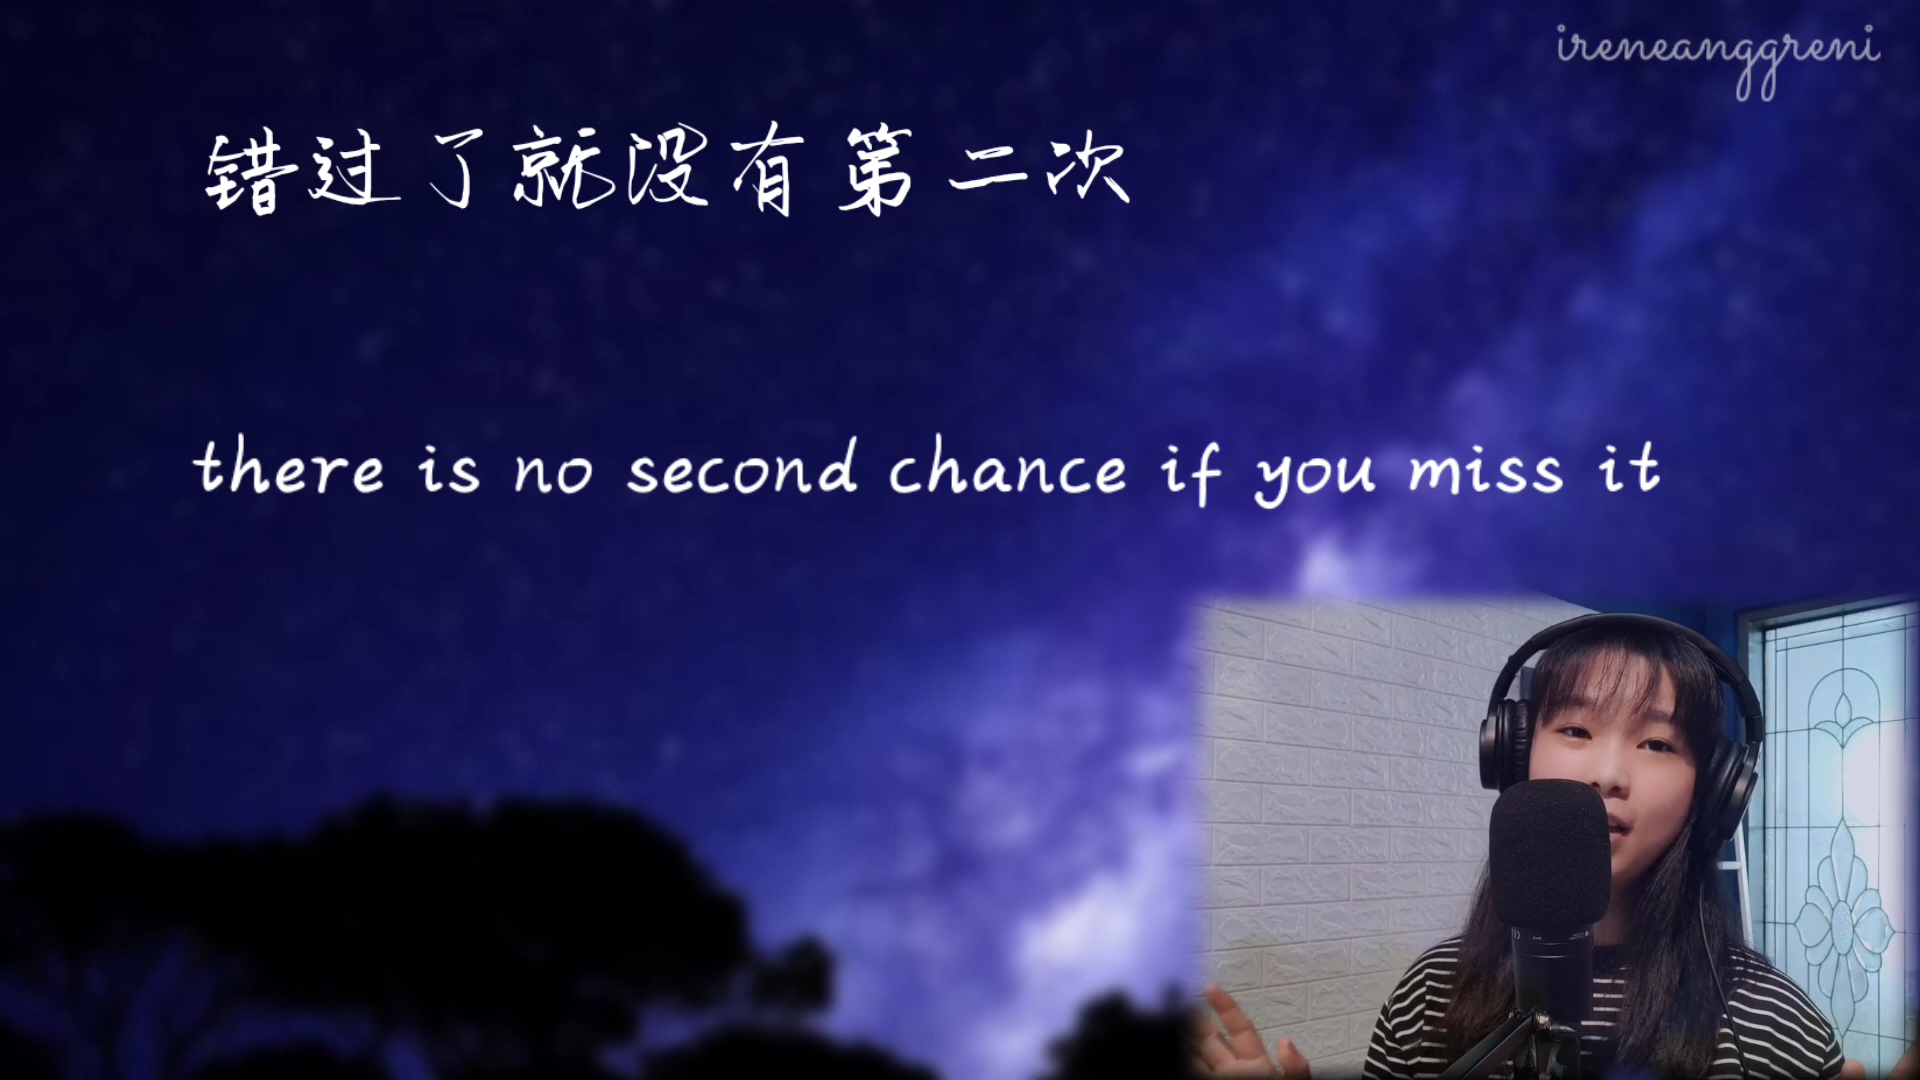 ireneanggreni
错过了就没有第二次
there is no second chance if you miss it